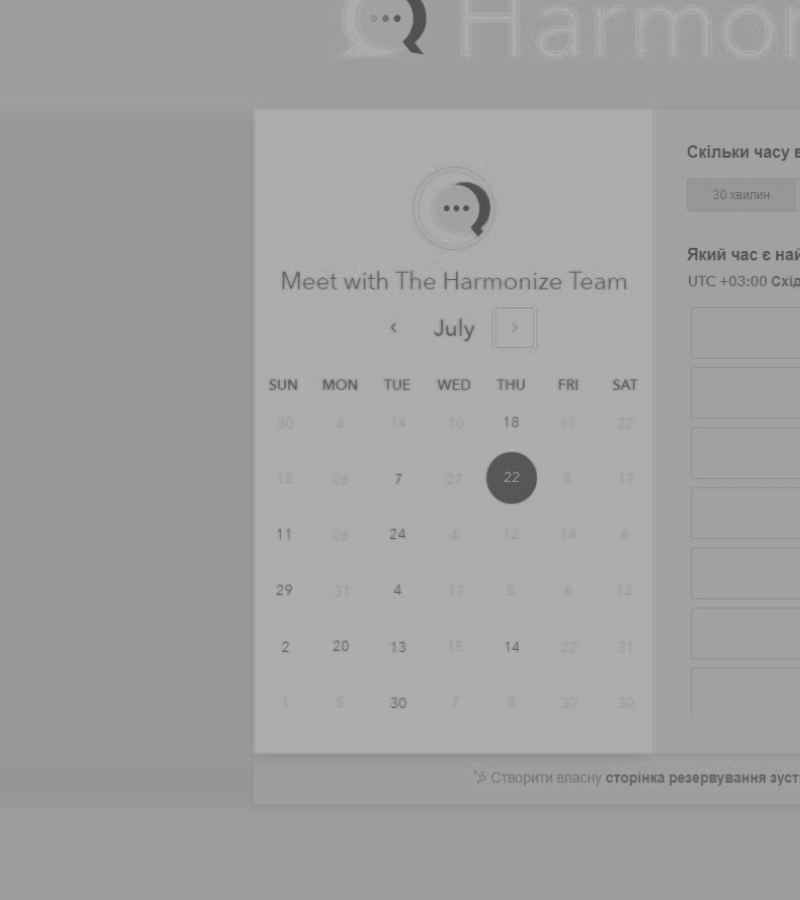 Harmon
Скільки часу в
30 хвилин
Meet with The Harmonize Team
Який час є най
UTC +03:00 Схід
‹ July ›
SUN MON TUE WED THU FRI SAT
30 6 14 10 18 11 22
12 26 7 27 22 5 17
11 26 24 4 12 14 6
29 31 4 17 5 6 12
2 20 13 15 14 22 31
1 5 30 7 8 30 30
Створити власну сторінка резервування зуст